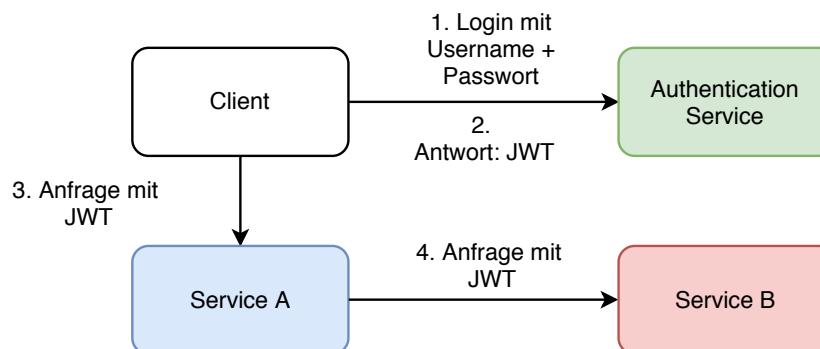 1. Login mit
Username +
Passwort
Client
Authentication
Service
2.
Antwort: JWT
3. Anfrage mit
JWT
4. Anfrage mit
JWT
Service A
Service B